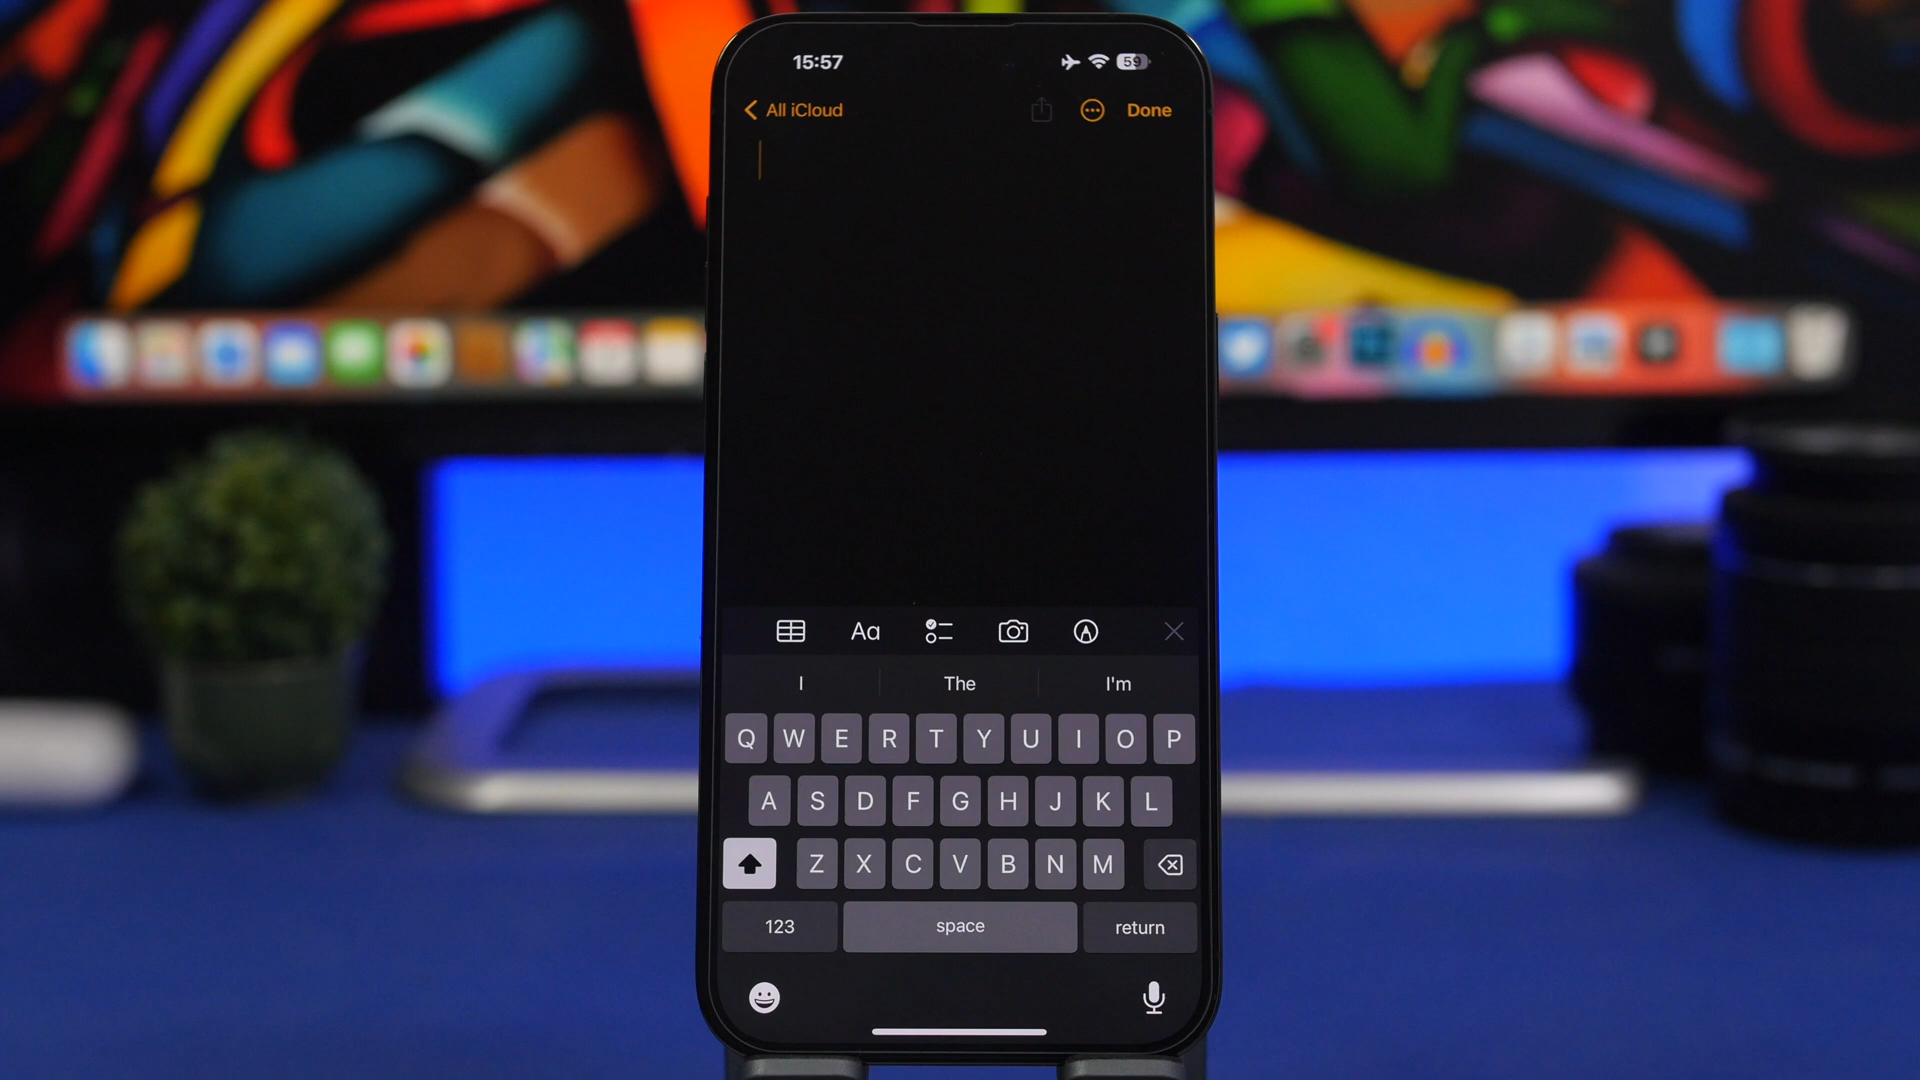 15:57 59
All iCloud Done
Aa
I The I'm
Q W E R T Y U I O P
A S D F G H J K L
Z X C V B N M
123 space return